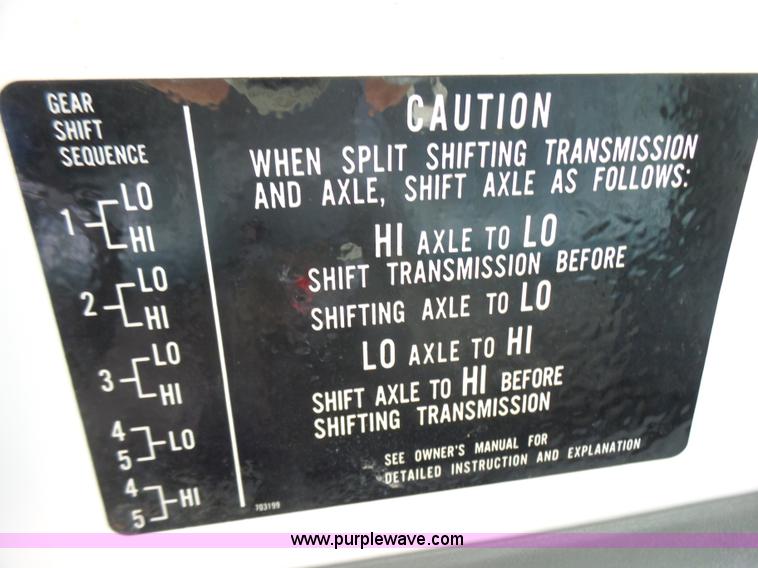 GEAR
SHIFT
SEQUENCE
1 LO
HI
2 LO
HI
3 LO
HI
4
5 LO
4
5 HI
CAUTION
WHEN SPLIT SHIFTING TRANSMISSION
AND AXLE, SHIFT AXLE AS FOLLOWS:
HI AXLE TO LO
SHIFT TRANSMISSION BEFORE
SHIFTING AXLE TO LO
LO AXLE TO HI
SHIFT AXLE TO HI BEFORE
SHIFTING TRANSMISSION
SEE OWNER'S MANUAL FOR
DETAILED INSTRUCTION AND EXPLANATION
703199
www.purplewave.com